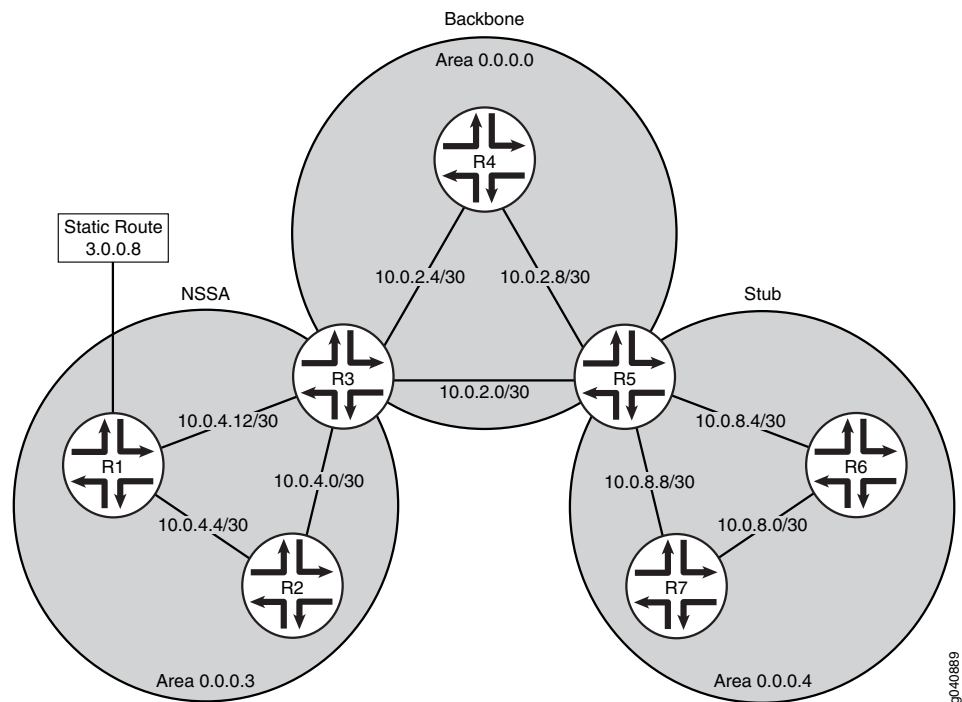 Backbone
Area 0.0.0.0
R4
Static Route
3.0.0.8
10.0.2.4/30
10.0.2.8/30
NSSA
Stub
R3
R5
10.0.2.0/30
10.0.4.12/30
10.0.8.4/30
R1
R6
10.0.4.0/30
10.0.8.8/30
10.0.4.4/30
10.0.8.0/30
R2
R7
Area 0.0.0.3
Area 0.0.0.4
g040889